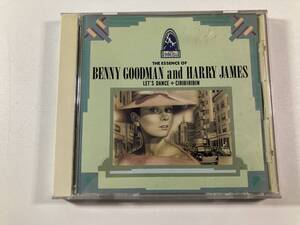 THE ESSENCE OF
BENNY GOODMAN and HARRY JAMES
LET'S DANCE + CIRIBIRIBIN